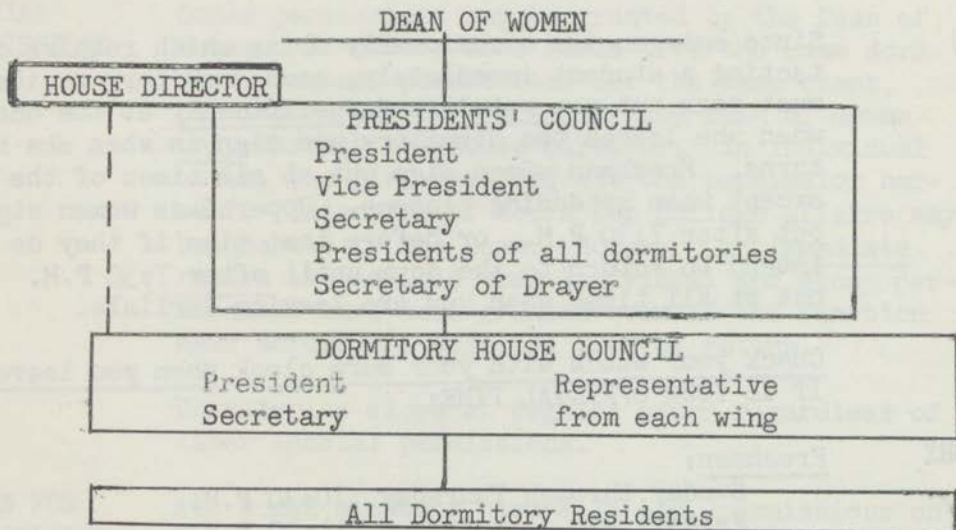 DEAN OF WOMEN
HOUSE DIRECTOR
PRESIDENTS' COUNCIL
President
Vice President
Secretary
Presidents of all dormitories
Secretary of Drayer
DORMITORY HOUSE COUNCIL
President Representative
Secretary from each wing
All Dormitory Residents